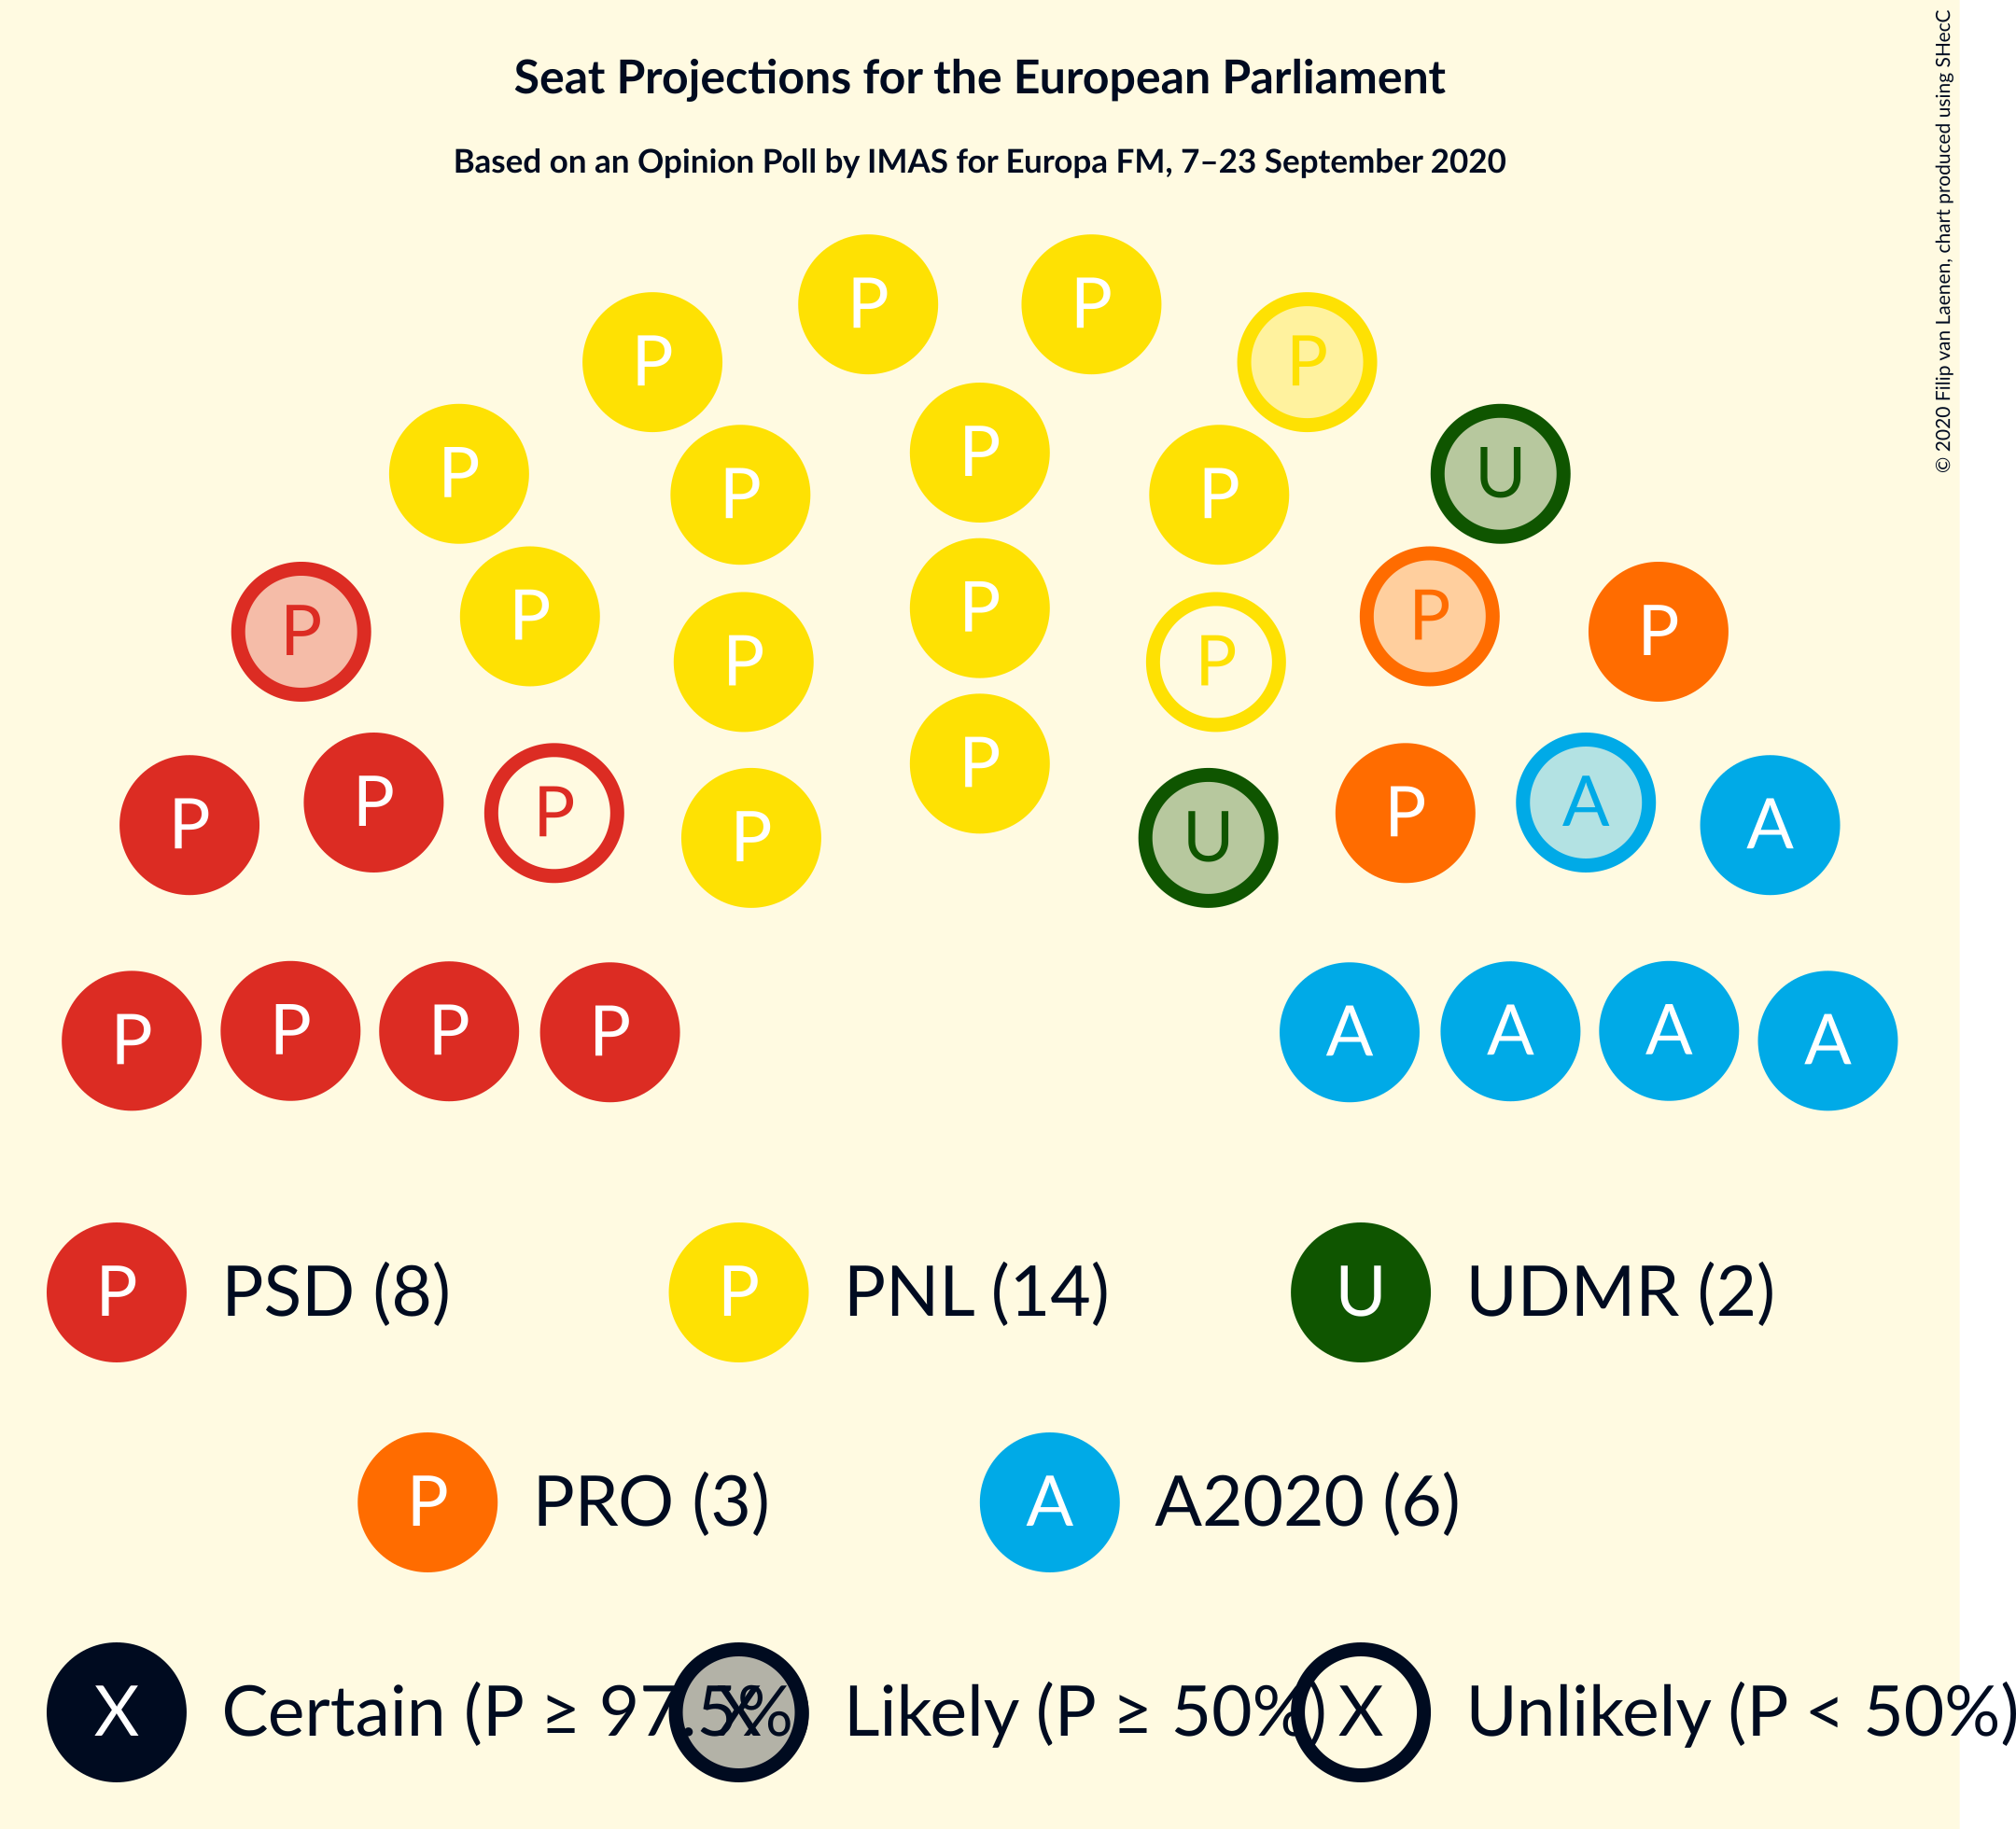 Seat Projections for the European Parliament
Based on an Opinion Poll by IMAS for Europa FM, 7–23 September 2020
© 2020 Filip van Laenen, chart produced using SHecC
P P
P P
P
P U
P P
P
P P P
P P
P P
P P
P A
P P A
P P
P U
P P P P A A A A
P PSD (8) P PNL (14) U UDMR (2)
P PRO (3) A A2020 (6)
X Certain (P ≥ 97.5% X Likely (P ≥ 50%) X Unlikely (P < 50%)